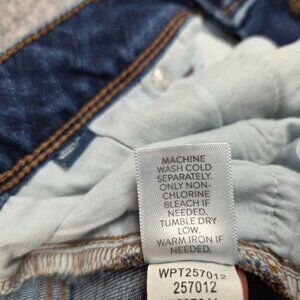 MACHINE
WASH COLD
SEPARATELY.
ONLY NON-
CHLORINE
BLEACH IF
NEEDED.
TUMBLE DRY
LOW.
WARM IRON IF
NEEDED.
WPT257012
257012